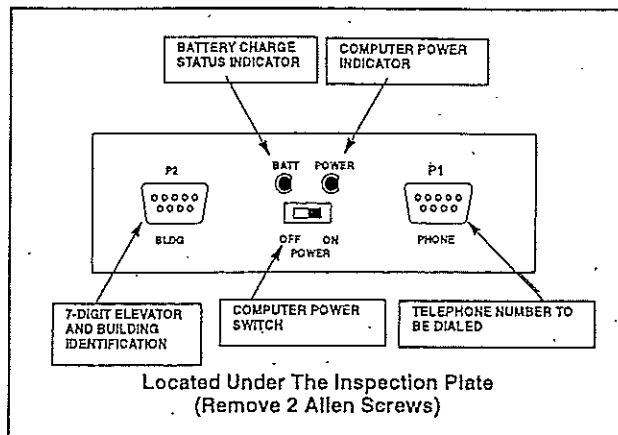 BATTERY CHARGE
STATUS INDICATOR
COMPUTER POWER
INDICATOR
P2
BATT POWER
P1
BLDG
OFF ON
POWER
PHONE
7-DIGIT ELEVATOR
AND BUILDING
IDENTIFICATION
COMPUTER POWER
SWITCH
TELEPHONE NUMBER TO
BE DIALED
Located Under The Inspection Plate
(Remove 2 Allen Screws)